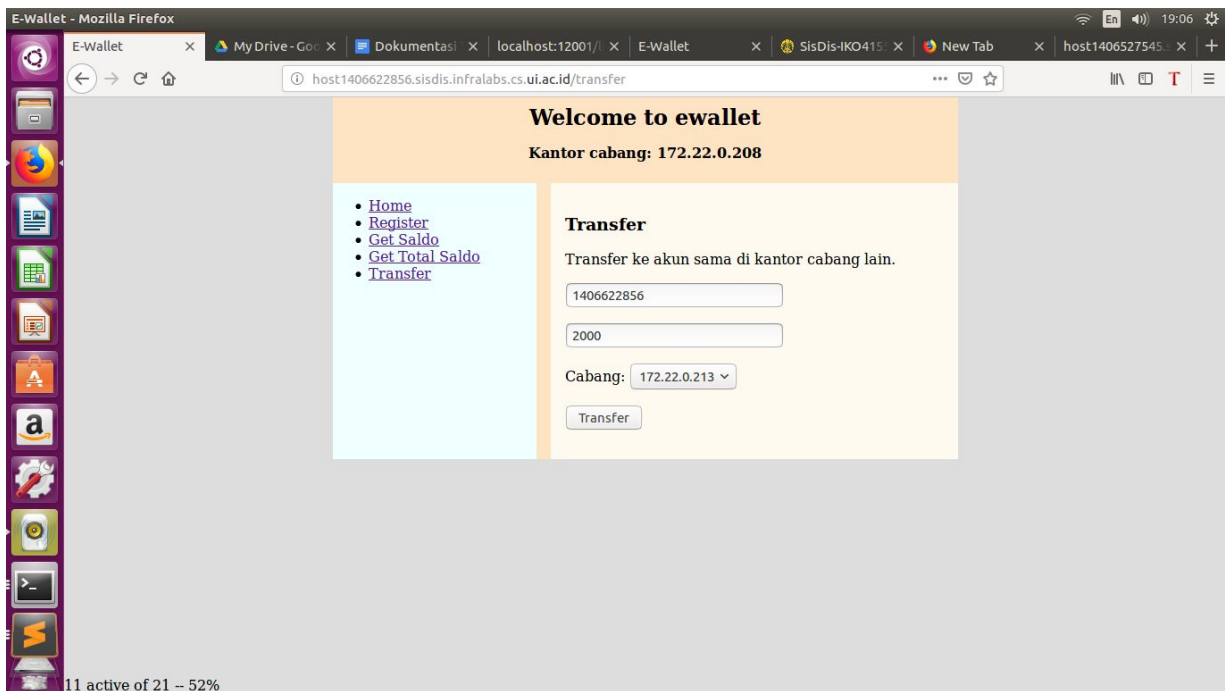 E-Wallet - Mozilla Firefox
En 19:06
E-Wallet My Drive - Goo Dokumentasi localhost:12001/l E-Wallet SisDis-IKO415 New Tab host1406527545.s
host1406622856.sisdis.infralabs.cs.ui.ac.id/transfer
Welcome to ewallet
Kantor cabang: 172.22.0.208
Home
Register
Get Saldo
Get Total Saldo
Transfer
Transfer
Transfer ke akun sama di kantor cabang lain.
1406622856
2000
Cabang: 172.22.0.213
Transfer
11 active of 21 -- 52%